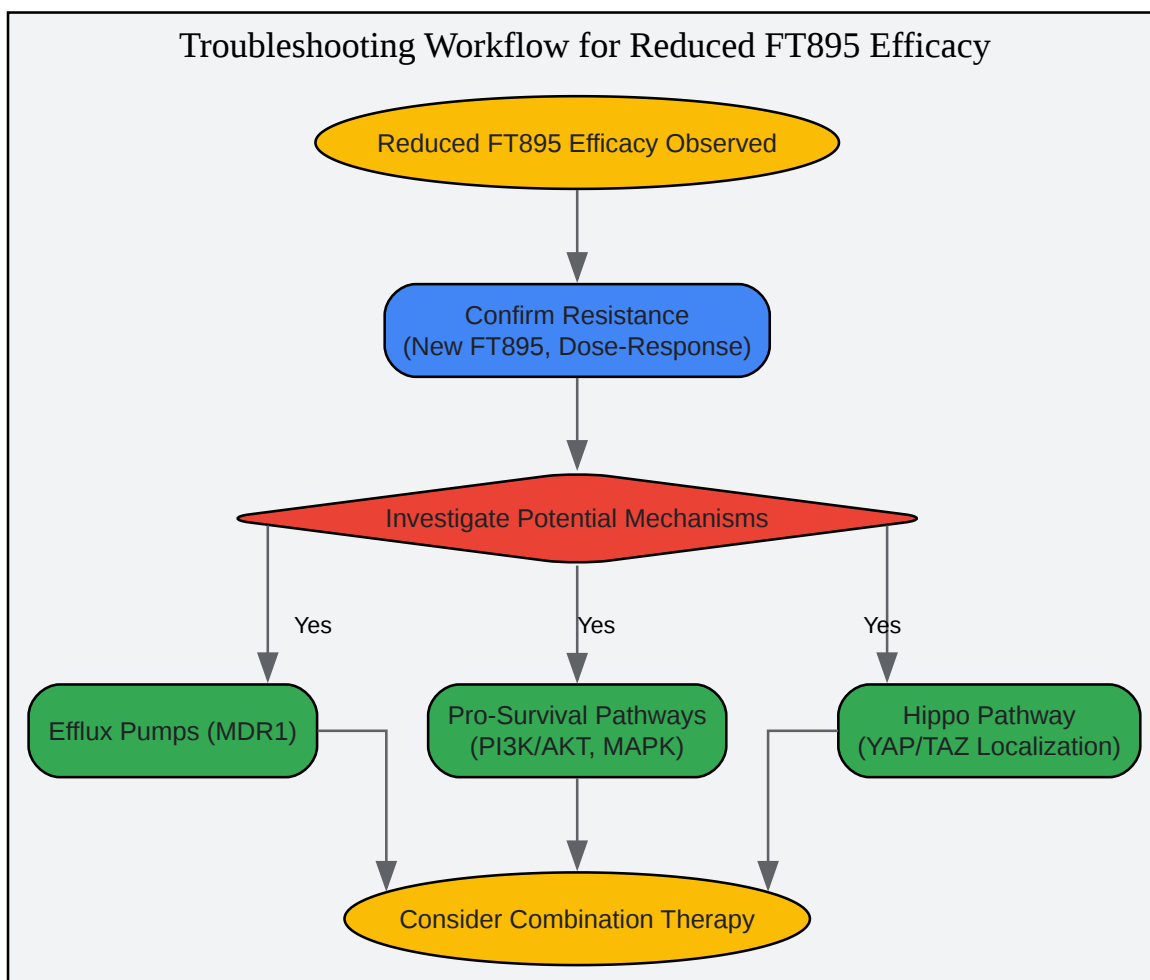 Troubleshooting Workflow for Reduced FT895 Efficacy
Reduced FT895 Efficacy Observed
Confirm Resistance
(New FT895, Dose-Response)
Investigate Potential Mechanisms
Yes
Yes
Yes
Efflux Pumps (MDR1)
Pro-Survival Pathways
(PI3K/AKT, MAPK)
Hippo Pathway
(YAP/TAZ Localization)
Consider Combination Therapy